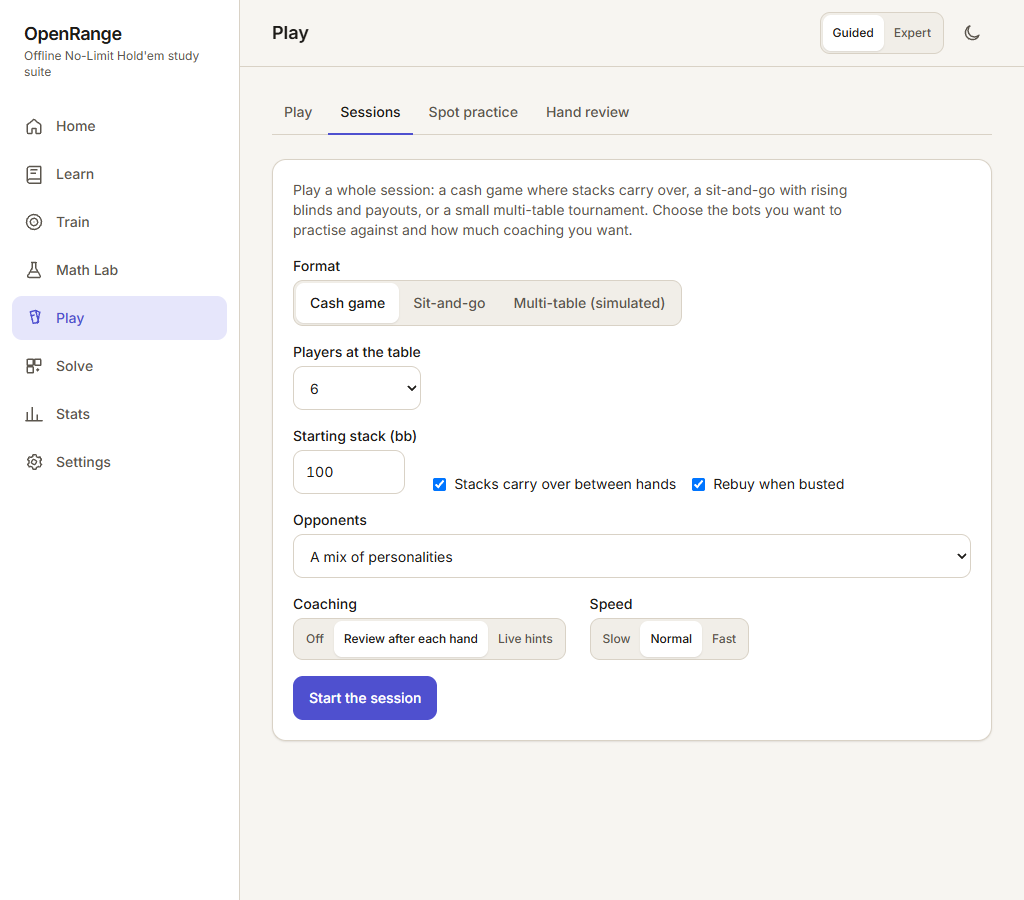 OpenRange
Offline No-Limit Hold'em study
suite
Home
Learn
Train
Math Lab
Play
Solve
Stats
Settings
Play
Guided
Expert
Play
Sessions
Spot practice
Hand review
Play a whole session: a cash game where stacks carry over, a sit-and-go with rising
blinds and payouts, or a small multi-table tournament. Choose the bots you want to
practise against and how much coaching you want.
Format
Cash game
Sit-and-go
Multi-table (simulated)
Players at the table
6
Starting stack (bb)
100
Stacks carry over between hands
Rebuy when busted
Opponents
A mix of personalities
Coaching
Off
Review after each hand
Live hints
Speed
Slow
Normal
Fast
Start the session